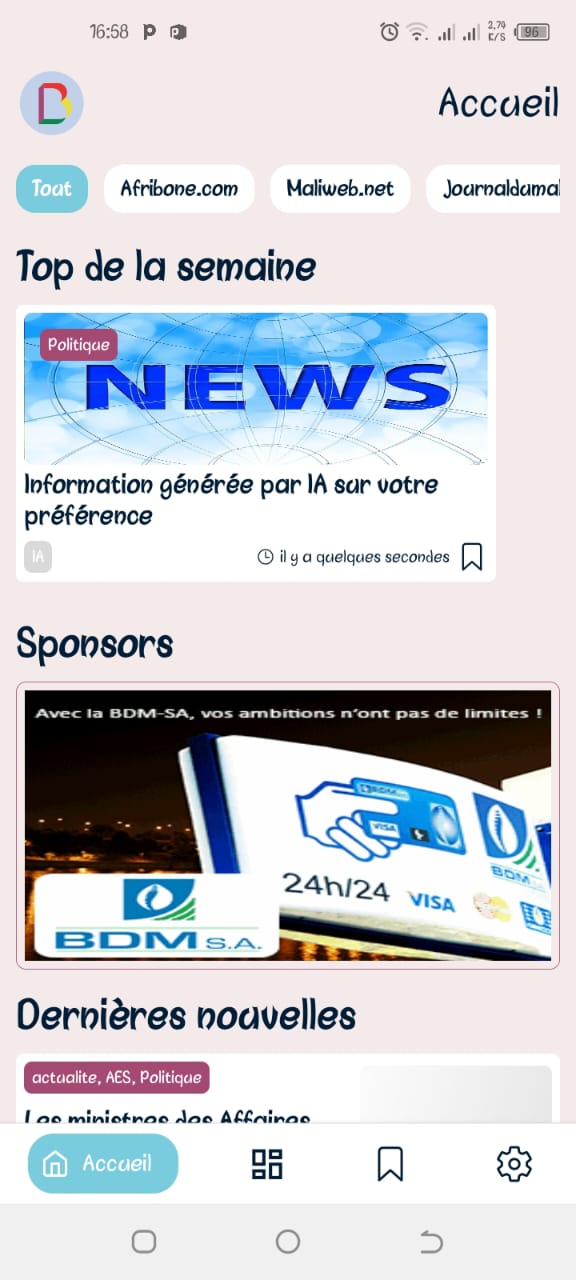 16:58
2,79
K/S
96
Accueil
Tout
Afribone.com
Maliweb.net
Journaldumal
Top de la semaine
Politique
NEWS
Information générée par IA sur votre
préférence
IA
il y a quelques secondes
Sponsors
Avec la BDM-SA, vos ambitions n'ont pas de limites !
BDM
VISA
24h/24
VISA
BDM
BDM S.A.
Dernières nouvelles
actualite, AES, Politique
Les ministres des Affaires
Accueil